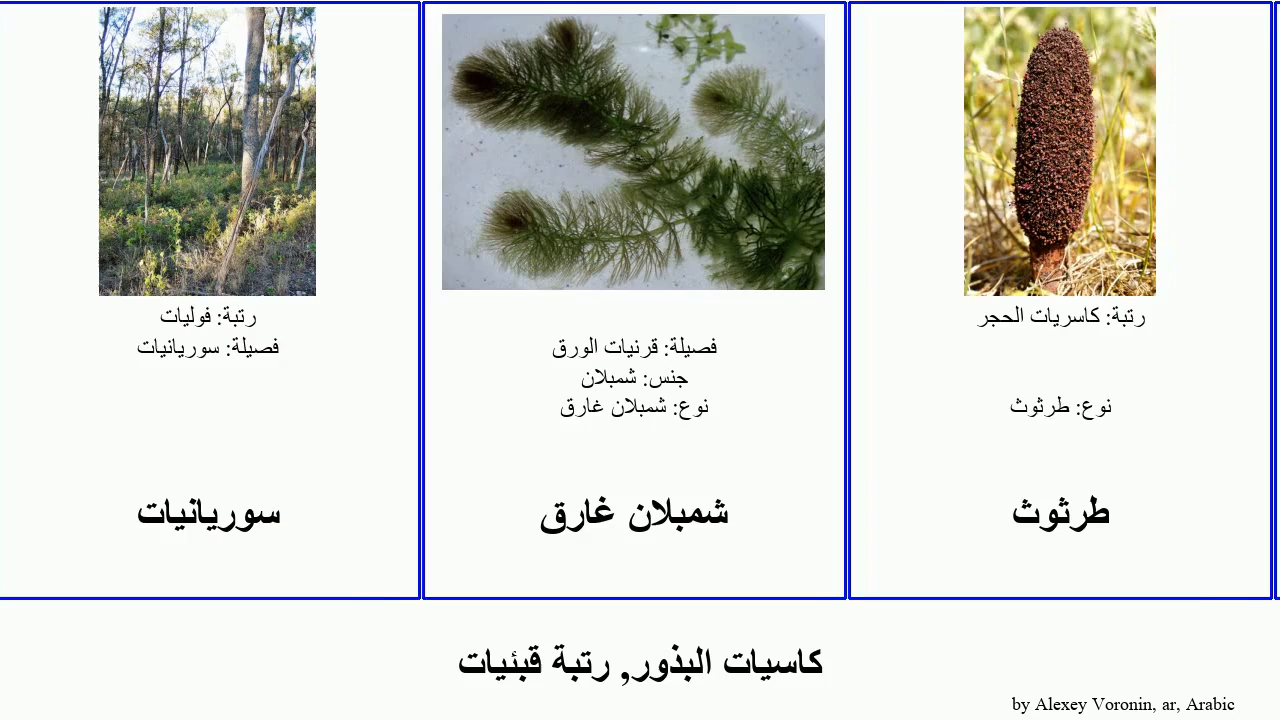 رتبة: كاسريات الحجر
نوع: طرثوث
طرثوث
فصيلة: قرنيات الورق
جنس: شمبلان
نوع: شمبلان غارق
شمبلان غارق
رتبة: فوليات
فصيلة: سوريانيات
سوريانيات
كاسيات البذور, رتبة قبئيات
by Alexey Voronin, ar, Arabic